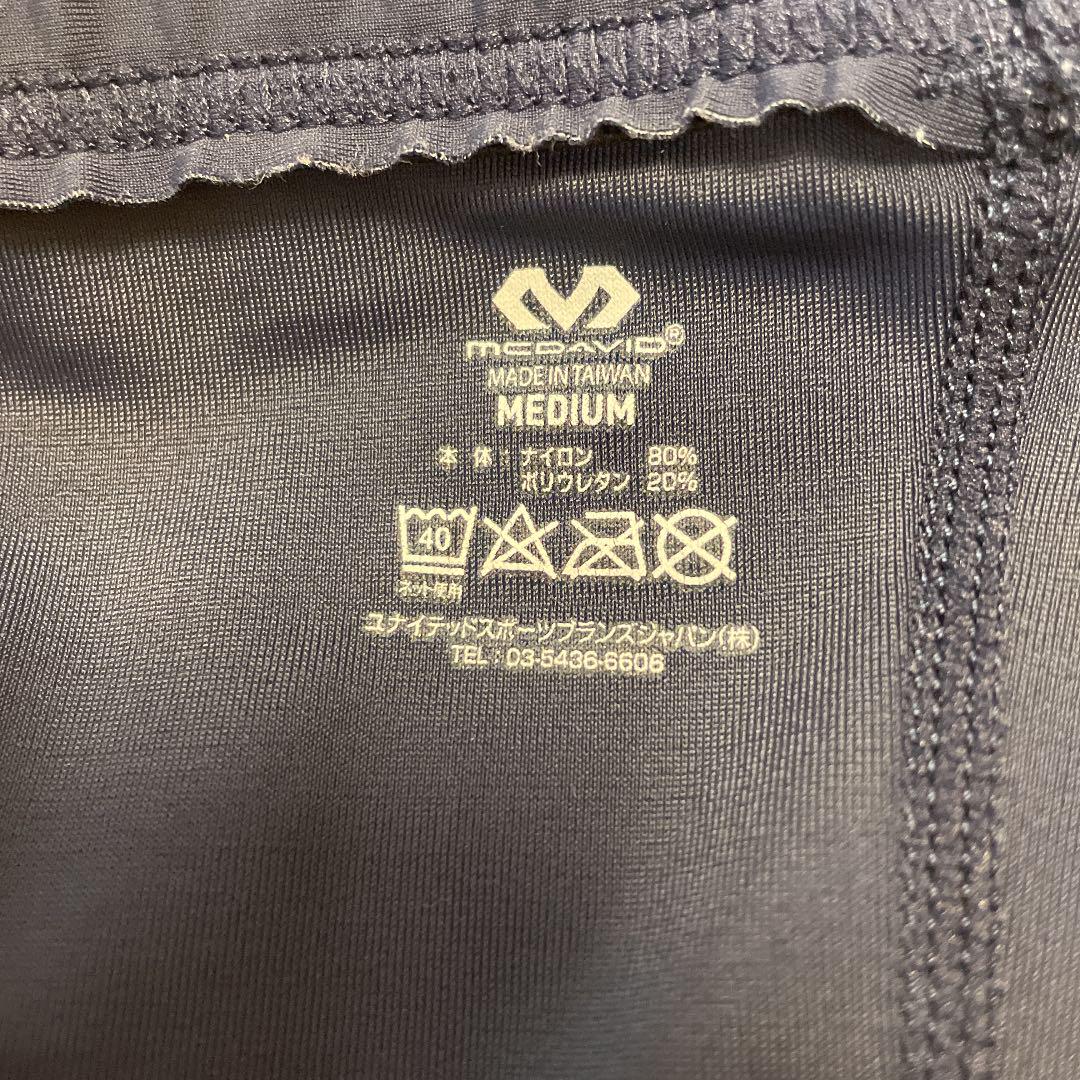 McDAVID®
MADE IN TAIWAN
MEDIUM
本 体 : ナイロン 80%
ポリウレタン 20%
40
ネット使用
ユナイテッドスポーツブランズジャパン(株)
TEL : 03-5436-6606